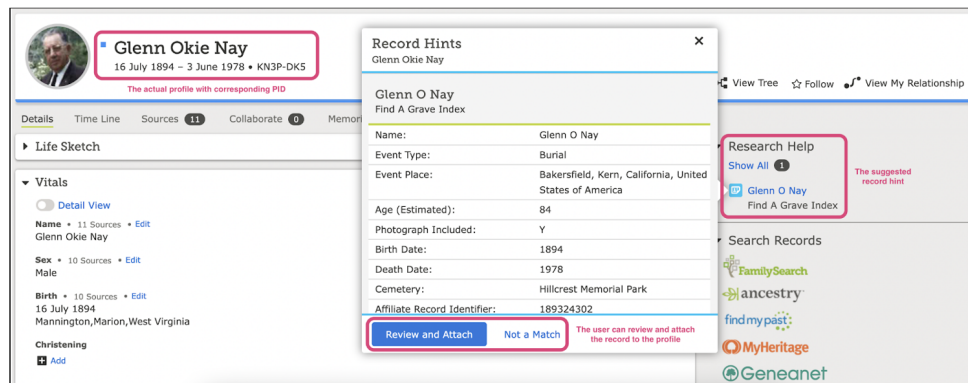 Glenn Okie Nay
16 July 1894 – 3 June 1978 • KN3P-DK5
The actual profile with corresponding PID
View Tree
Follow
View My Relationship
Details
Time Line
Sources 11
Collaborate 0
Memori
Life Sketch
Vitals
Detail View
Name • 11 Sources • Edit
Glenn Okie Nay
Sex • 10 Sources • Edit
Male
Birth • 10 Sources • Edit
16 July 1894
Mannington,Marion,West Virginia
Christening
Add
Record Hints
Glenn Okie Nay
Glenn O Nay
Find A Grave Index
Name: Glenn O Nay
Event Type: Burial
Event Place: Bakersfield, Kern, California, United
States of America
Age (Estimated): 84
Photograph Included: Y
Birth Date: 1894
Death Date: 1978
Cemetery: Hillcrest Memorial Park
Affiliate Record Identifier: 189324302
Review and Attach
Not a Match
The user can review and attach
the record to the profile
Research Help
Show All 1
Glenn O Nay
Find A Grave Index
The suggested
record hint
Search Records
FamilySearch
ancestry
findmypast
MyHeritage
Geneanet